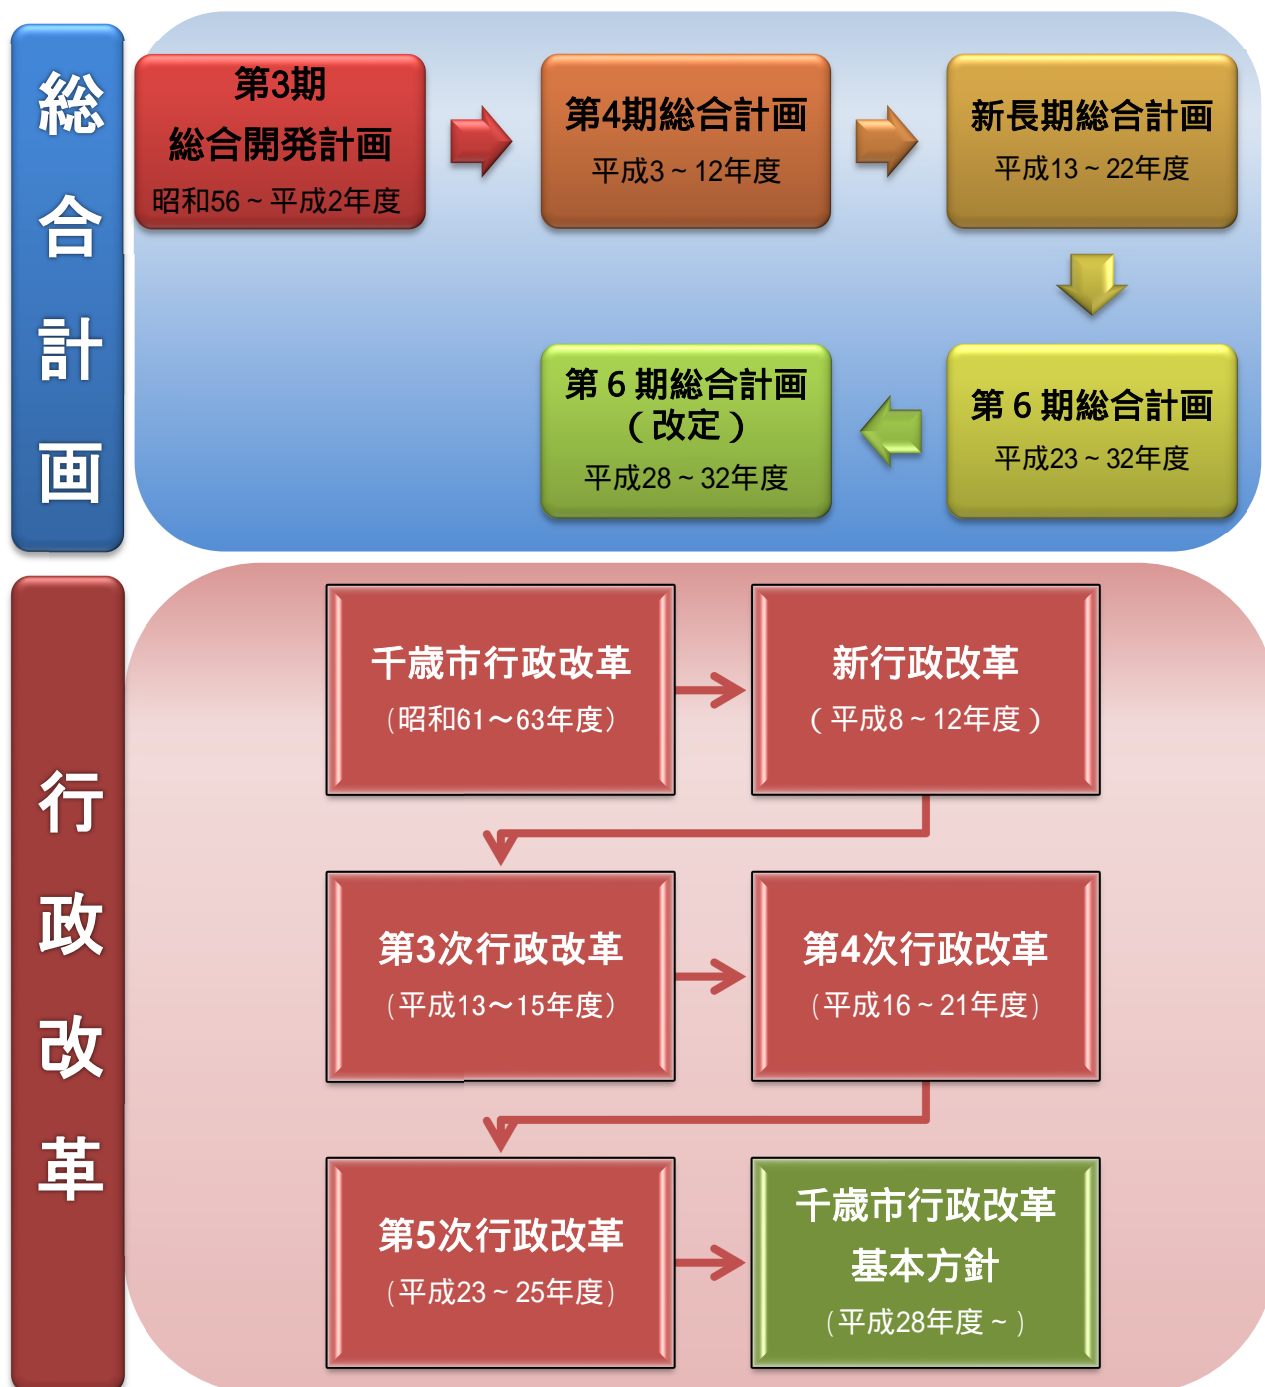 総合計画
第3期
総合開発計画
昭和56～平成2年度
第4期総合計画
平成3～12年度
新長期総合計画
平成13～22年度
第６期総合計画
（改定）
平成28～32年度
第６期総合計画
平成23～32年度
行政改革
千歳市行政改革
（昭和61～63年度）
新行政改革
（平成8～12年度）
第3次行政改革
（平成13～15年度）
第4次行政改革
（平成16～21年度）
第5次行政改革
（平成23～25年度）
千歳市行政改革
基本方針
（平成28年度～）